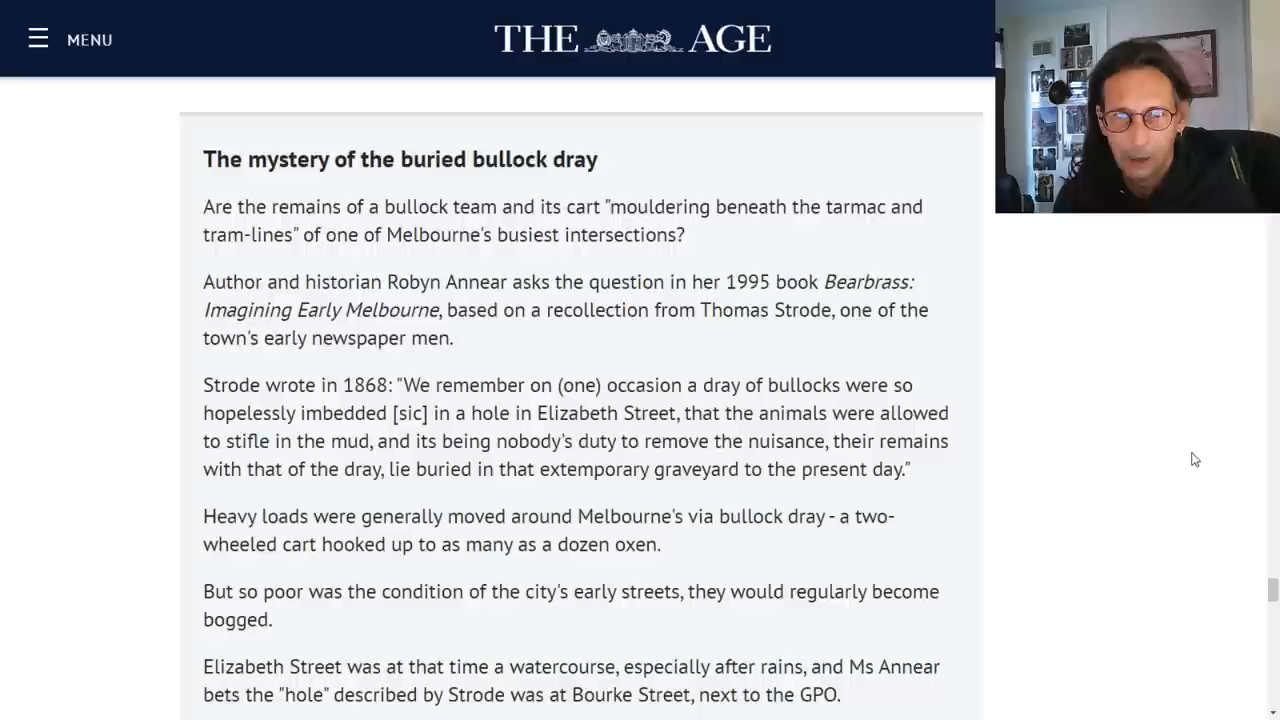 MENU
THE AGE
The mystery of the buried bullock dray
Are the remains of a bullock team and its cart "mouldering beneath the tarmac and
tram-lines" of one of Melbourne's busiest intersections?
Author and historian Robyn Annear asks the question in her 1995 book Bearbrass:
Imagining Early Melbourne, based on a recollection from Thomas Strode, one of the
town's early newspaper men.
Strode wrote in 1868: "We remember on (one) occasion a dray of bullocks were so
hopelessly imbedded [sic] in a hole in Elizabeth Street, that the animals were allowed
to stifle in the mud, and its being nobody's duty to remove the nuisance, their remains
with that of the dray, lie buried in that extemporary graveyard to the present day."
Heavy loads were generally moved around Melbourne's via bullock dray - a two-
wheeled cart hooked up to as many as a dozen oxen.
But so poor was the condition of the city's early streets, they would regularly become
bogged.
Elizabeth Street was at that time a watercourse, especially after rains, and Ms Annear
bets the "hole" described by Strode was at Bourke Street, next to the GPO.